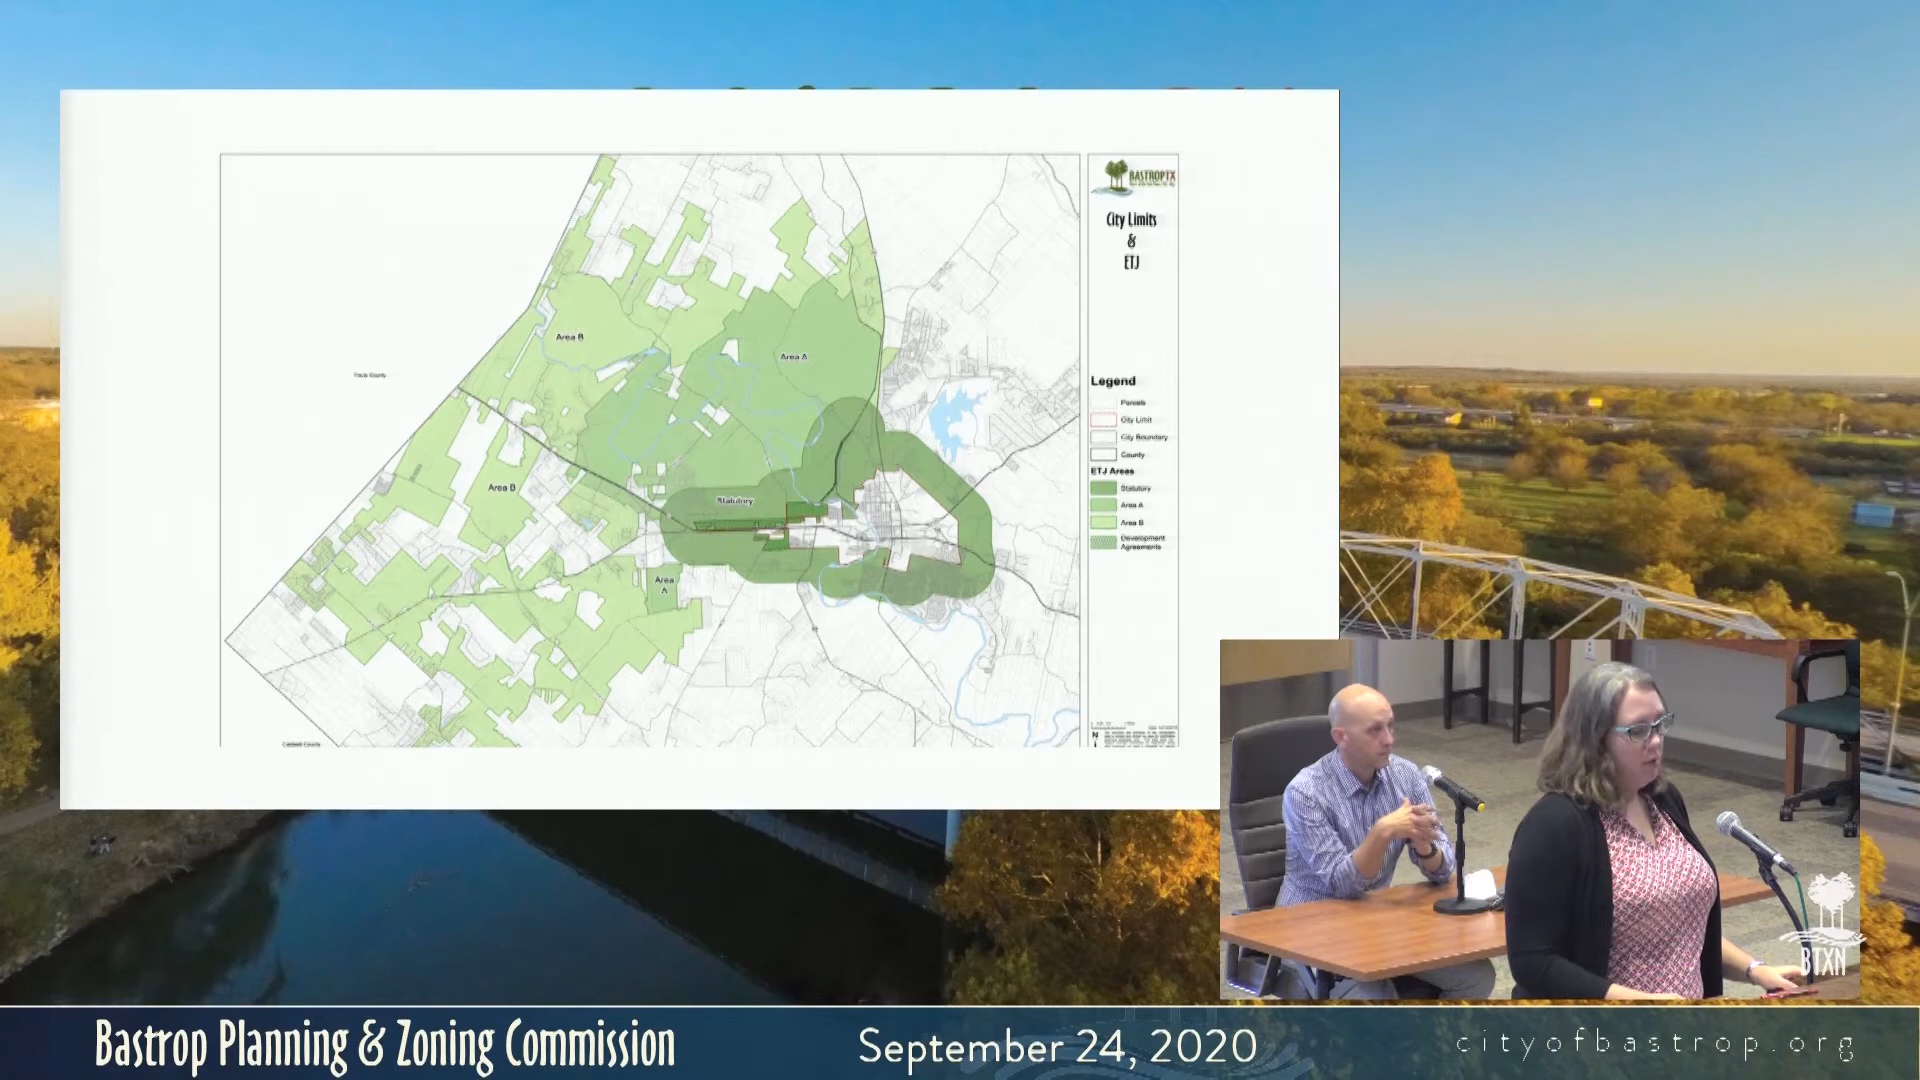 BASTROPTX
City Limits
&
ETJ
Area B
Area A
Travis County
Legend
Parcels
City Limit
City Boundary
County
ETJ Areas
Statutory
Area A
Area B
Development
Agreements
Area B
Statutory
Area
A
Caldwell County
N
BTXN
Bastrop Planning & Zoning Commission
September 24, 2020
cityofbastrop.org